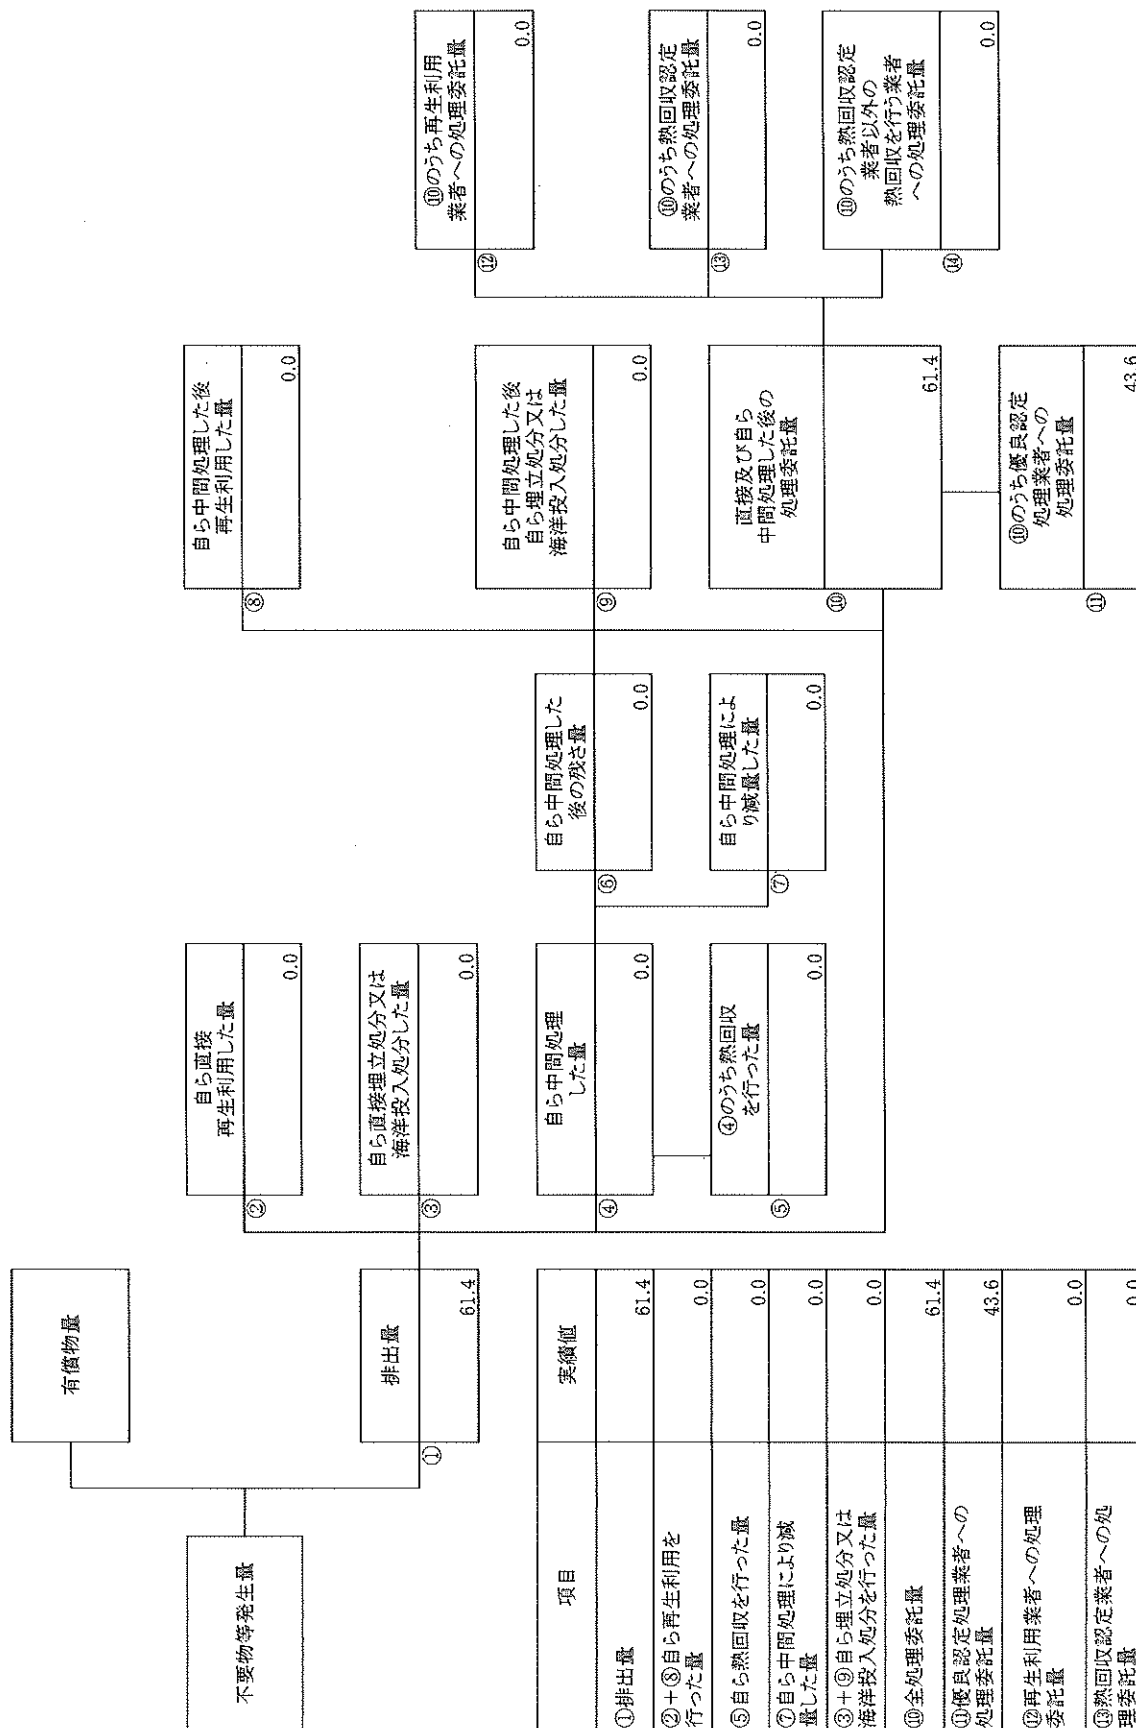 不要物等発生量
有償物量
①
排出量
61.4
②
自ら直接
再生利用した量
0.0
③
自ら直接埋立処分又は
海洋投入処分した量
0.0
④
自ら中間処理
した量
0.0
⑤
④のうち熱回収
を行った量
0.0
⑥
自ら中間処理した
後の残さ量
0.0
⑦
自ら中間処理によ
り減量した量
0.0
⑧
自ら中間処理した後
再生利用した量
0.0
⑨
自ら中間処理した後
自ら埋立処分又は
海洋投入処分した量
0.0
⑩
直接及び自ら
中間処理した後の
処理委託量
61.4
⑪
⑩のうち優良認定
処理業者への
処理委託量
43.6
⑫
⑩のうち再生利用
業者への処理委託量
0.0
⑬
⑩のうち熱回収認定
業者への処理委託量
0.0
⑭
⑩のうち熱回収認定
業者以外の
熱回収を行う業者
への処理委託量
0.0
項目 実績値
①排出量 61.4
②+⑧自ら再生利用を
行った量 0.0
⑤自ら熱回収を行った量 0.0
⑦自ら中間処理により減
量した量 0.0
③+⑨自ら埋立処分又は
海洋投入処分を行った量 0.0
⑩全処理委託量 61.4
⑪優良認定処理業者への
処理委託量 43.6
⑫再生利用業者への処理
委託量 0.0
⑬熱回収認定業者への処
理委託量 0.0